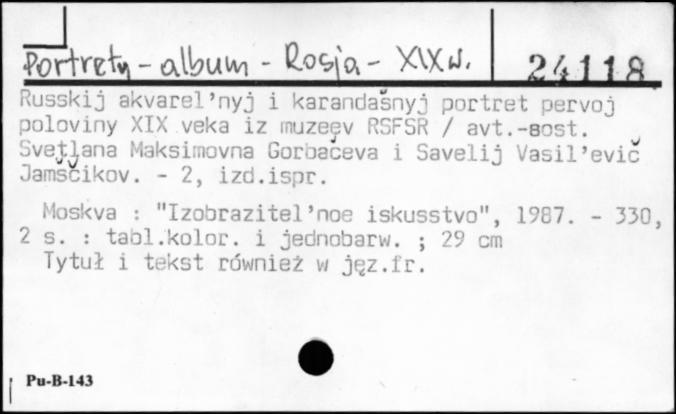 Portrety - album - Rosja - XIX w.
24118
Russkij akvarel'nyj i karandašnyj portret pervoj
poloviny XIX veka iz muzeev RSFSR / avt.-sost.
Svetlana Maksimovna Gorbačeva i Savelij Vasil'evič
Jamščikov. - 2, izd.ispr.
Moskva : "Izobrazitel'noe iskusstvo", 1987. - 330,
2 s. : tabl.kolor. i jednobarw. ; 29 cm
Tytuł i tekst również w jęz.fr.
Pu-B-143